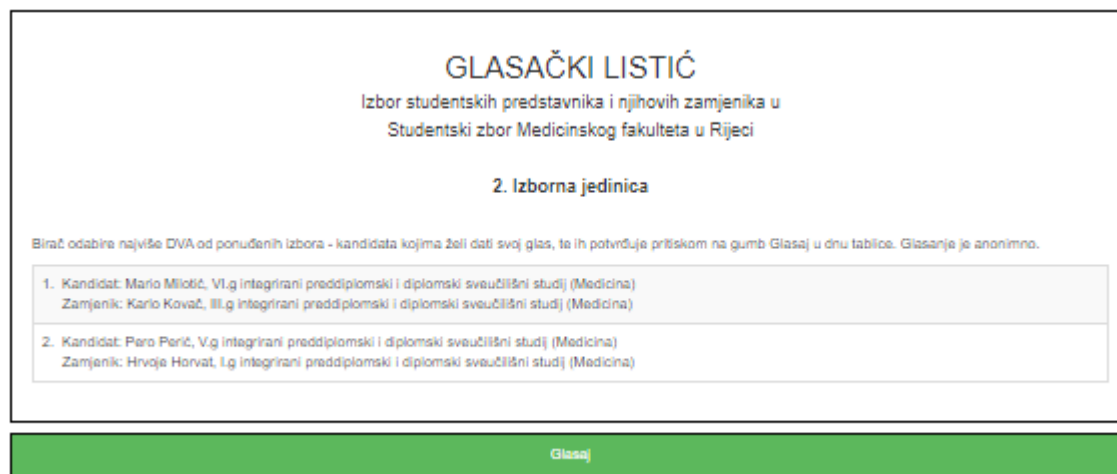 GLASAČKI LISTIĆ
Izbor studentskih predstavnika i njihovih zamjenika u
Studentski zbor Medicinskog fakulteta u Rijeci
2. Izborna jedinica
Birač odabire najviše DVA od ponuđenih izbora - kandidata kojima želi dati svoj glas, te ih potvrđuje pritiskom na gumb Glasaj u dnu tablice. Glasanje je anonimno.
1. Kandidat: Mario Milotić, VI.g integrirani preddiplomski i diplomski sveučilišni studij (Medicina)
Zamjenik: Karlo Kovač, III.g integrirani preddiplomski i diplomski sveučilišni studij (Medicina)
2. Kandidat: Pero Perić, V.g integrirani preddiplomski i diplomski sveučilišni studij (Medicina)
Zamjenik: Hrvoje Horvat, I.g integrirani preddiplomski i diplomski sveučilišni studij (Medicina)
Glasaj